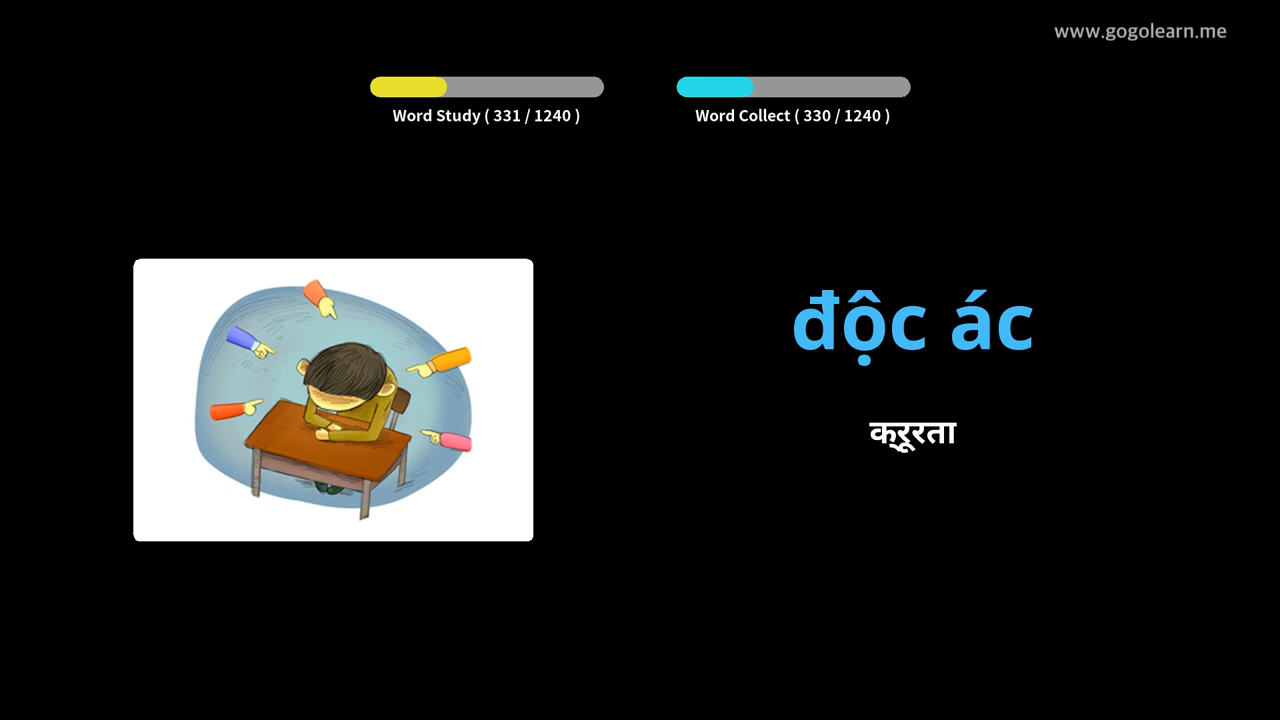 www.gogolearn.me
Word Study ( 331 / 1240 )
Word Collect ( 330 / 1240 )
độc ác
क्रूरता